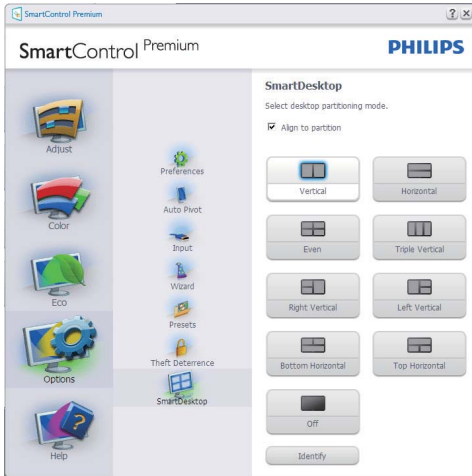 SmartControl Premium
SmartControl Premium
PHILIPS
Adjust
Color
Eco
Options
Help
Preferences
Auto Pivot
Input
Wizard
Presets
Theft Deterrence
SmartDesktop
SmartDesktop
Select desktop partitioning mode.
Align to partition
Vertical
Horizontal
Even
Triple Vertical
Right Vertical
Left Vertical
Bottom Horizontal
Top Horizontal
Off
Identify